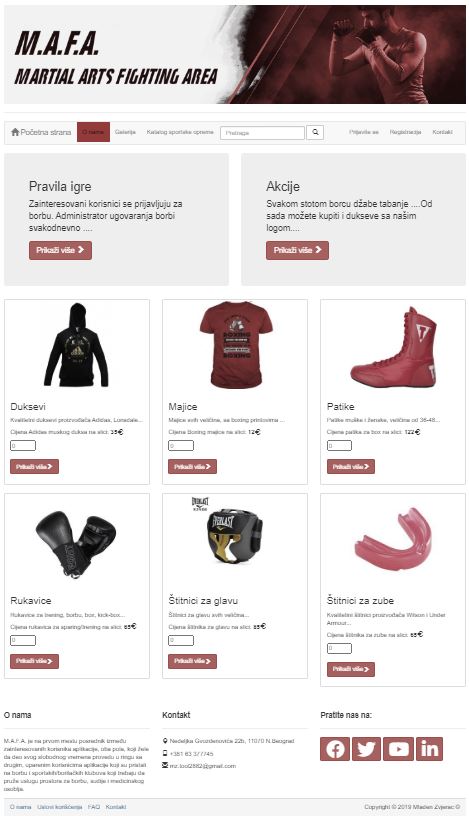 M.A.F.A.
MARTIAL ARTS FIGHTING AREA
Početna strana O nama Galerija Katalog sportske opreme Pretraga Prijavite se Registracija Kontakt
Pravila igre
Zainteresovani korisnici se prijavljuju za
borbu. Administrator ugovaranja borbi
svakodnevno ....
Prikaži više
Akcije
Svakom stotom borcu džabe tabanje ....Od
sada možete kupiti i dukseve sa našim
logom....
Prikaži više
Duksevi
Kvalitetni duksevi proizvođača Adidas, Lonsdale...
Cijena Adidas muskog duksa na slici: 35€
0
Prikaži više
Majice
Majice svih veličina, sa boxing printovima ...
Cijena Boxing majice na slici: 12€
0
Prikaži više
Patike
Patike muške i ženske, veličina od 36-48...
Cijena patika za box na slici: 122€
0
Prikaži više
Rukavice
Rukavice za trening, borbu, box, kick-box...
Cijena rukavica za sparing/trening na slici: 65€
0
Prikaži više
EVERLAST
EVERLAST
Štitnici za glavu
Štitnici za glavu svih veličina...
Cijena štitnika za glavu na slici: 85€
0
Prikaži više
Štitnici za zube
Kvalitetni štitnici proizvođača Wilson i Under
Armour...
Cijena štitnika za zube na slici: 65€
0
Prikaži više
O nama
M.A.F.A. je na prvom mestu posrednik između
zainteresovanih korisnika aplikacije, oba pola, koji žele
da deo svog slobodnog vremena provedu u ringu sa
drugim, uparenim korisnicima aplikacije koji su pristali
na borbu i sportskih/borilačkih klubova koji trebaju da
pruže uslugu prostora za borbu, sudije i medicinskog
osoblja.
Kontakt
Nedeljka Gvozdenovića 22b, 11070 N.Beograd
+381 63 377745
mz.tool2882@gmail.com
Pratite nas na:
O nama Uslovi korišćenja FAQ Kontakt
Copyright © 2019 Mladen Zvjerac ©